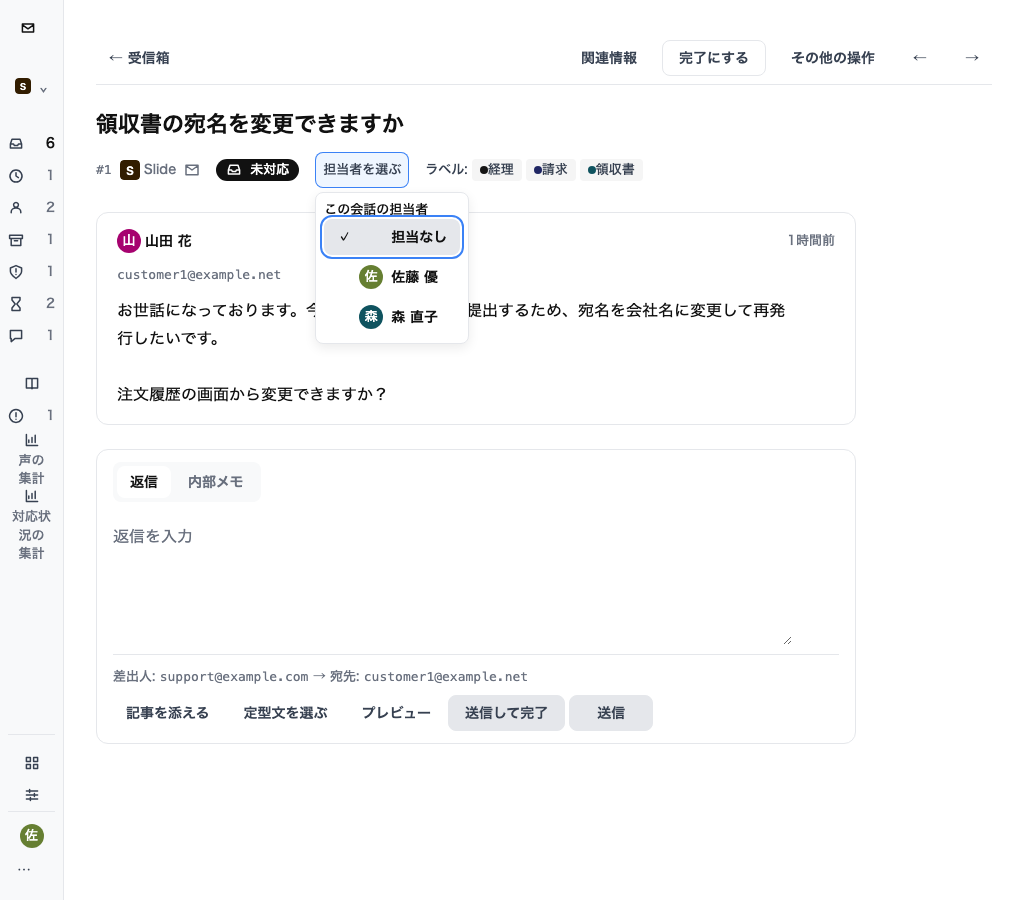 ← 受信箱
関連情報
完了にする
その他の操作
←
→
S
6
1
2
1
1
2
1
1
声の
集計
対応状
況の
集計
佐
…
領収書の宛名を変更できますか
#1 S Slide 未対応 担当者を選ぶ ラベル: 経理 請求 領収書
この会話の担当者
✓ 担当なし
佐 佐藤 優
森 森 直子
山 山田 花
1時間前
customer1@example.net
お世話になっております。 提出するため、宛名を会社名に変更して再発
行したいです。
注文履歴の画面から変更できますか？
返信 内部メモ
返信を入力
差出人: support@example.com → 宛先: customer1@example.net
記事を添える 定型文を選ぶ プレビュー 送信して完了 送信